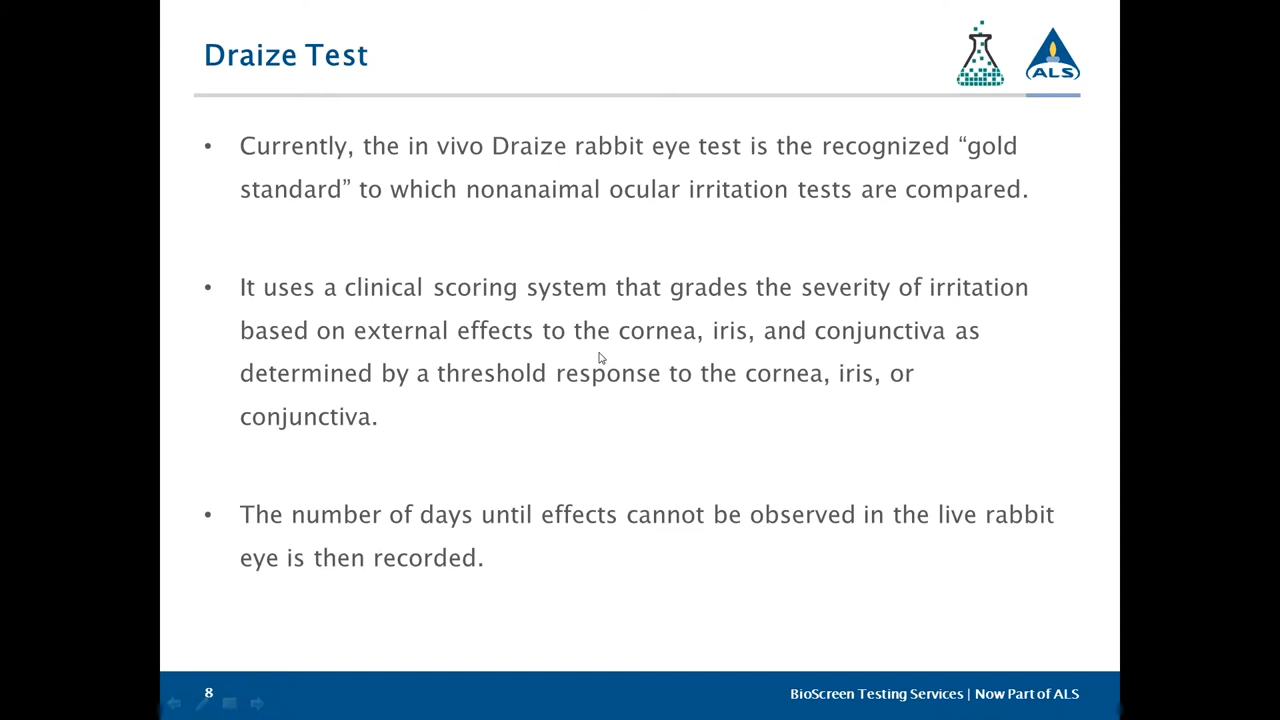 Draize Test
ALS
• Currently, the in vivo Draize rabbit eye test is the recognized “gold
standard” to which nonanaimal ocular irritation tests are compared.
• It uses a clinical scoring system that grades the severity of irritation
based on external effects to the cornea, iris, and conjunctiva as
determined by a threshold response to the cornea, iris, or
conjunctiva.
• The number of days until effects cannot be observed in the live rabbit
eye is then recorded.
8
BioScreen Testing Services | Now Part of ALS